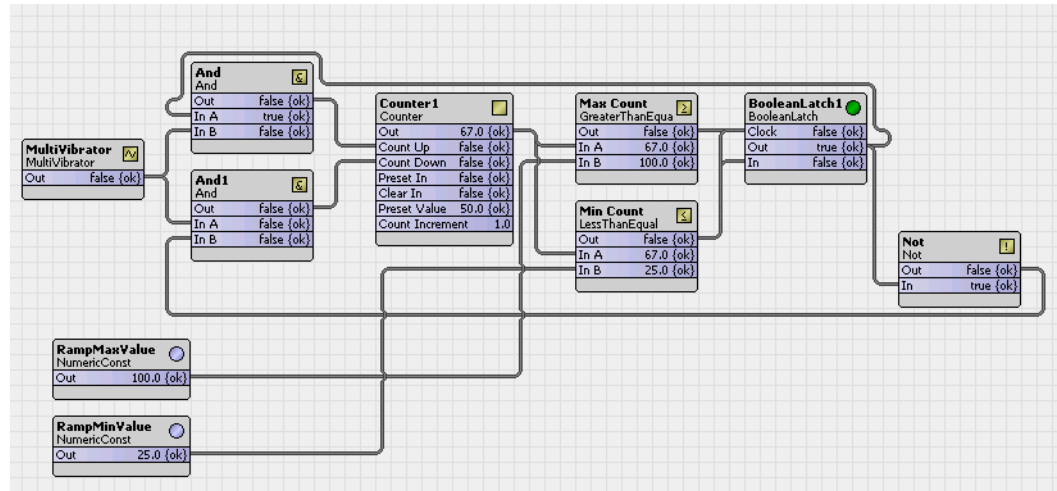 MultiVibrator
MultiVibrator
Out false {ok}
And
And
&
Out false {ok}
In A true {ok}
In B false {ok}
And1
And
&
Out false {ok}
In A false {ok}
In B false {ok}
Counter1
Counter
Out 67.0 {ok}
Count Up false {ok}
Count Down false {ok}
Preset In false {ok}
Clear In false {ok}
Preset Value 50.0 {ok}
Count Increment 1.0
Max Count
GreaterThanEqua
≥
Out false {ok}
In A 67.0 {ok}
In B 100.0 {ok}
Min Count
LessThanEqual
≤
Out false {ok}
In A 67.0 {ok}
In B 25.0 {ok}
BooleanLatch1
BooleanLatch
Clock false {ok}
Out true {ok}
In false {ok}
Not
Not
!
Out false {ok}
In true {ok}
RampMaxValue
NumericConst
Out 100.0 {ok}
RampMinValue
NumericConst
Out 25.0 {ok}